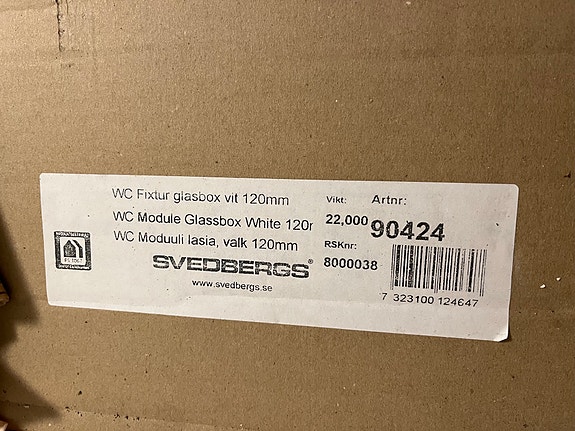 WC Fixtur glasbox vit 120mm
WC Module Glassbox White 120r
WC Moduuli lasia, valk 120mm
SVEDBERGS®
www.svedbergs.se
Vikt:
22,000
RSKnr:
8000038
Artnr:
90424
7 323100 124647